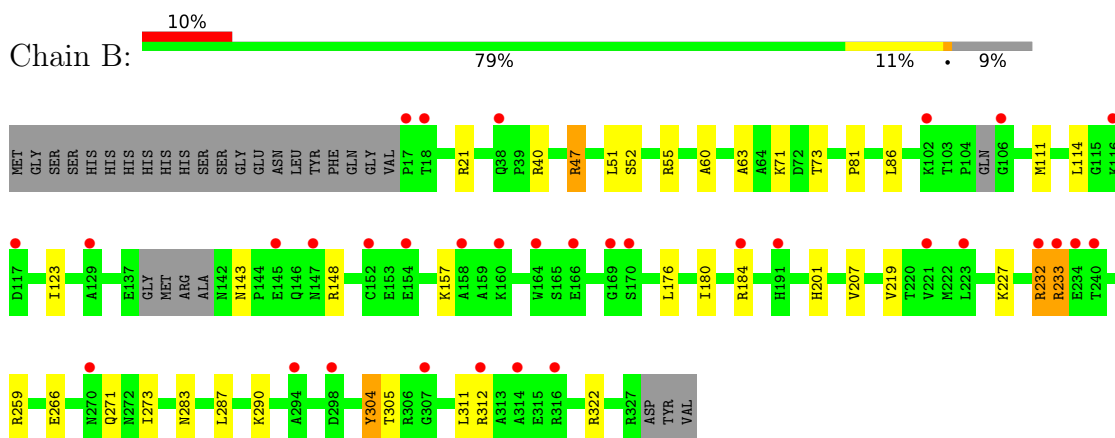 10%
Chain B:
79% 11% • 9%
MET GLY SER SER HIS HIS HIS HIS HIS HIS SER SER GLY GLU ASN LEU TYR PHE GLN GLY VAL P17 T18 Q38 P39 R40 R47 L51 S52 R55 A60 A63 A64 K71 D72 T73 P81 L86 K102 T103 P104 GLN G106 M111 L114 G115 K116
D117 I123 A129 E137 GLY MET ARG ALA N142 N143 P144 E145 Q146 N147 R148 C152 E153 E154 K157 A158 A159 K160 W164 S165 E166 G169 S170 L176 I180 R184 H191 H201 V207 V219 T220 V221 M222 L223 K227 R232 R233 E234 T240
R259 E266 N270 Q271 N272 I273 N283 L287 K290 A294 D298 Y304 T305 R306 G307 L311 R312 A313 A314 E315 R316 R322 R327 ASP TYR VAL